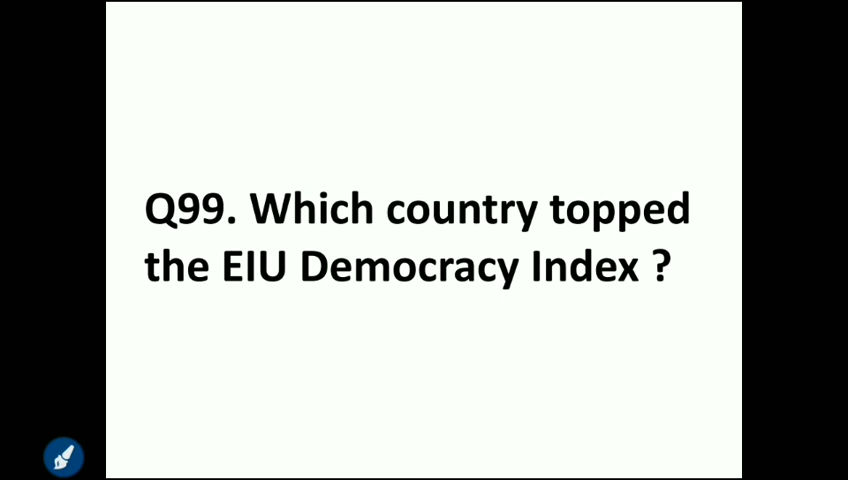 Q99. Which country topped
the EIU Democracy Index ?